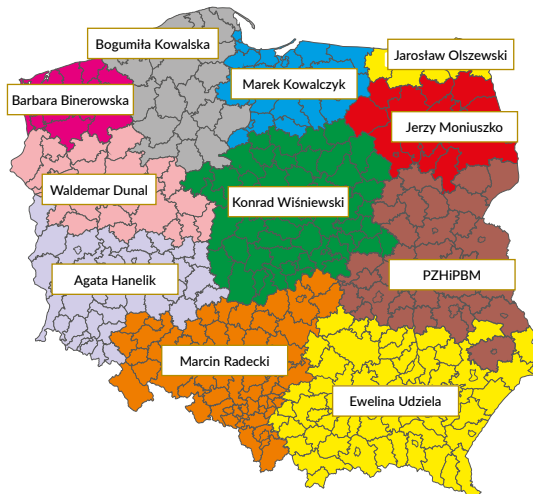 Bogumiła Kowalska
Jarosław Olszewski
Marek Kowalczyk
Barbara Binerowska
Jerzy Moniuszko
Waldemar Dunal
Konrad Wiśniewski
Agata Hanelik
PZHiPBM
Marcin Radecki
Ewelina Udziela